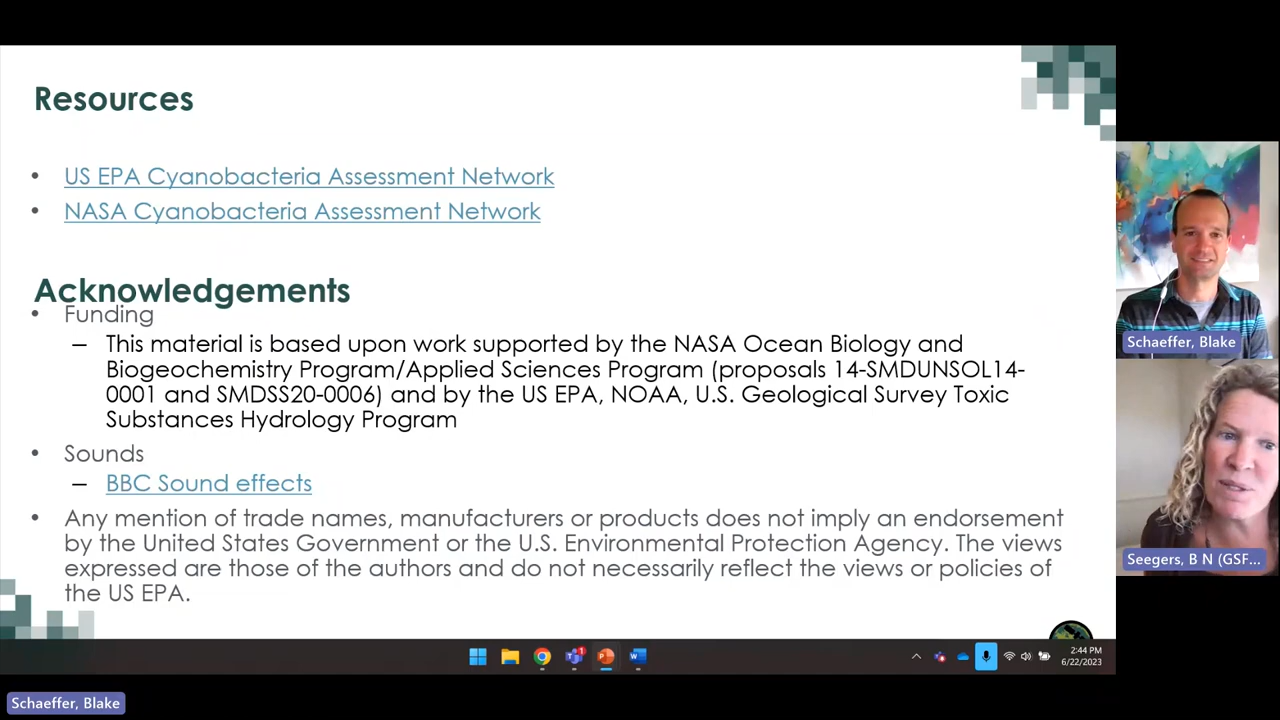 Resources
• US EPA Cyanobacteria Assessment Network
• NASA Cyanobacteria Assessment Network
Acknowledgements
• Funding
– This material is based upon work supported by the NASA Ocean Biology and
Biogeochemistry Program/Applied Sciences Program (proposals 14-SMDUNSOL14-
0001 and SMDSS20-0006) and by the US EPA, NOAA, U.S. Geological Survey Toxic
Substances Hydrology Program
• Sounds
– BBC Sound effects
• Any mention of trade names, manufacturers or products does not imply an endorsement
by the United States Government or the U.S. Environmental Protection Agency. The views
expressed are those of the authors and do not necessarily reflect the views or policies of
the US EPA.
Schaeffer, Blake
Seegers, B N (GSF...
1
2:44 PM
6/22/2023
Schaeffer, Blake